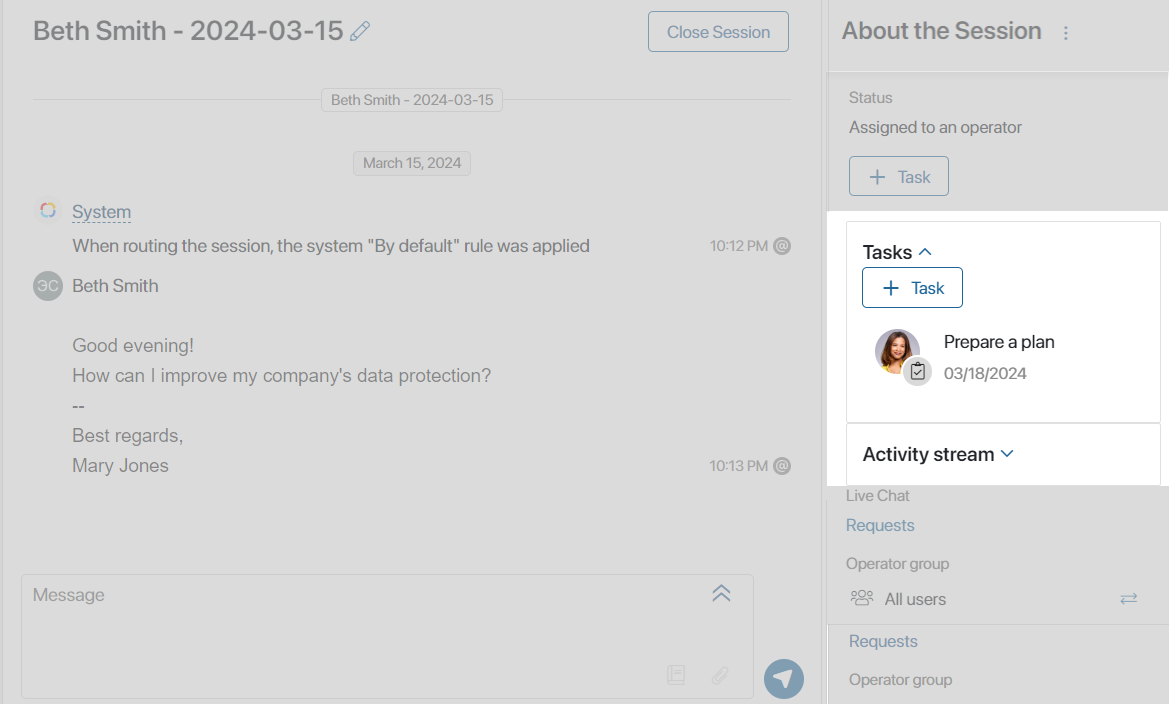 Beth Smith - 2024-03-15
Close Session
Beth Smith - 2024-03-15
March 15, 2024
System
When routing the session, the system "By default" rule was applied
10:12 PM @
ЭС Beth Smith
Good evening!
How can I improve my company's data protection?
--
Best regards,
Mary Jones
10:13 PM @
Message
About the Session
Status
Assigned to an operator
+ Task
Tasks
+ Task
Prepare a plan
03/18/2024
Activity stream
Live Chat
Requests
Operator group
All users
Requests
Operator group